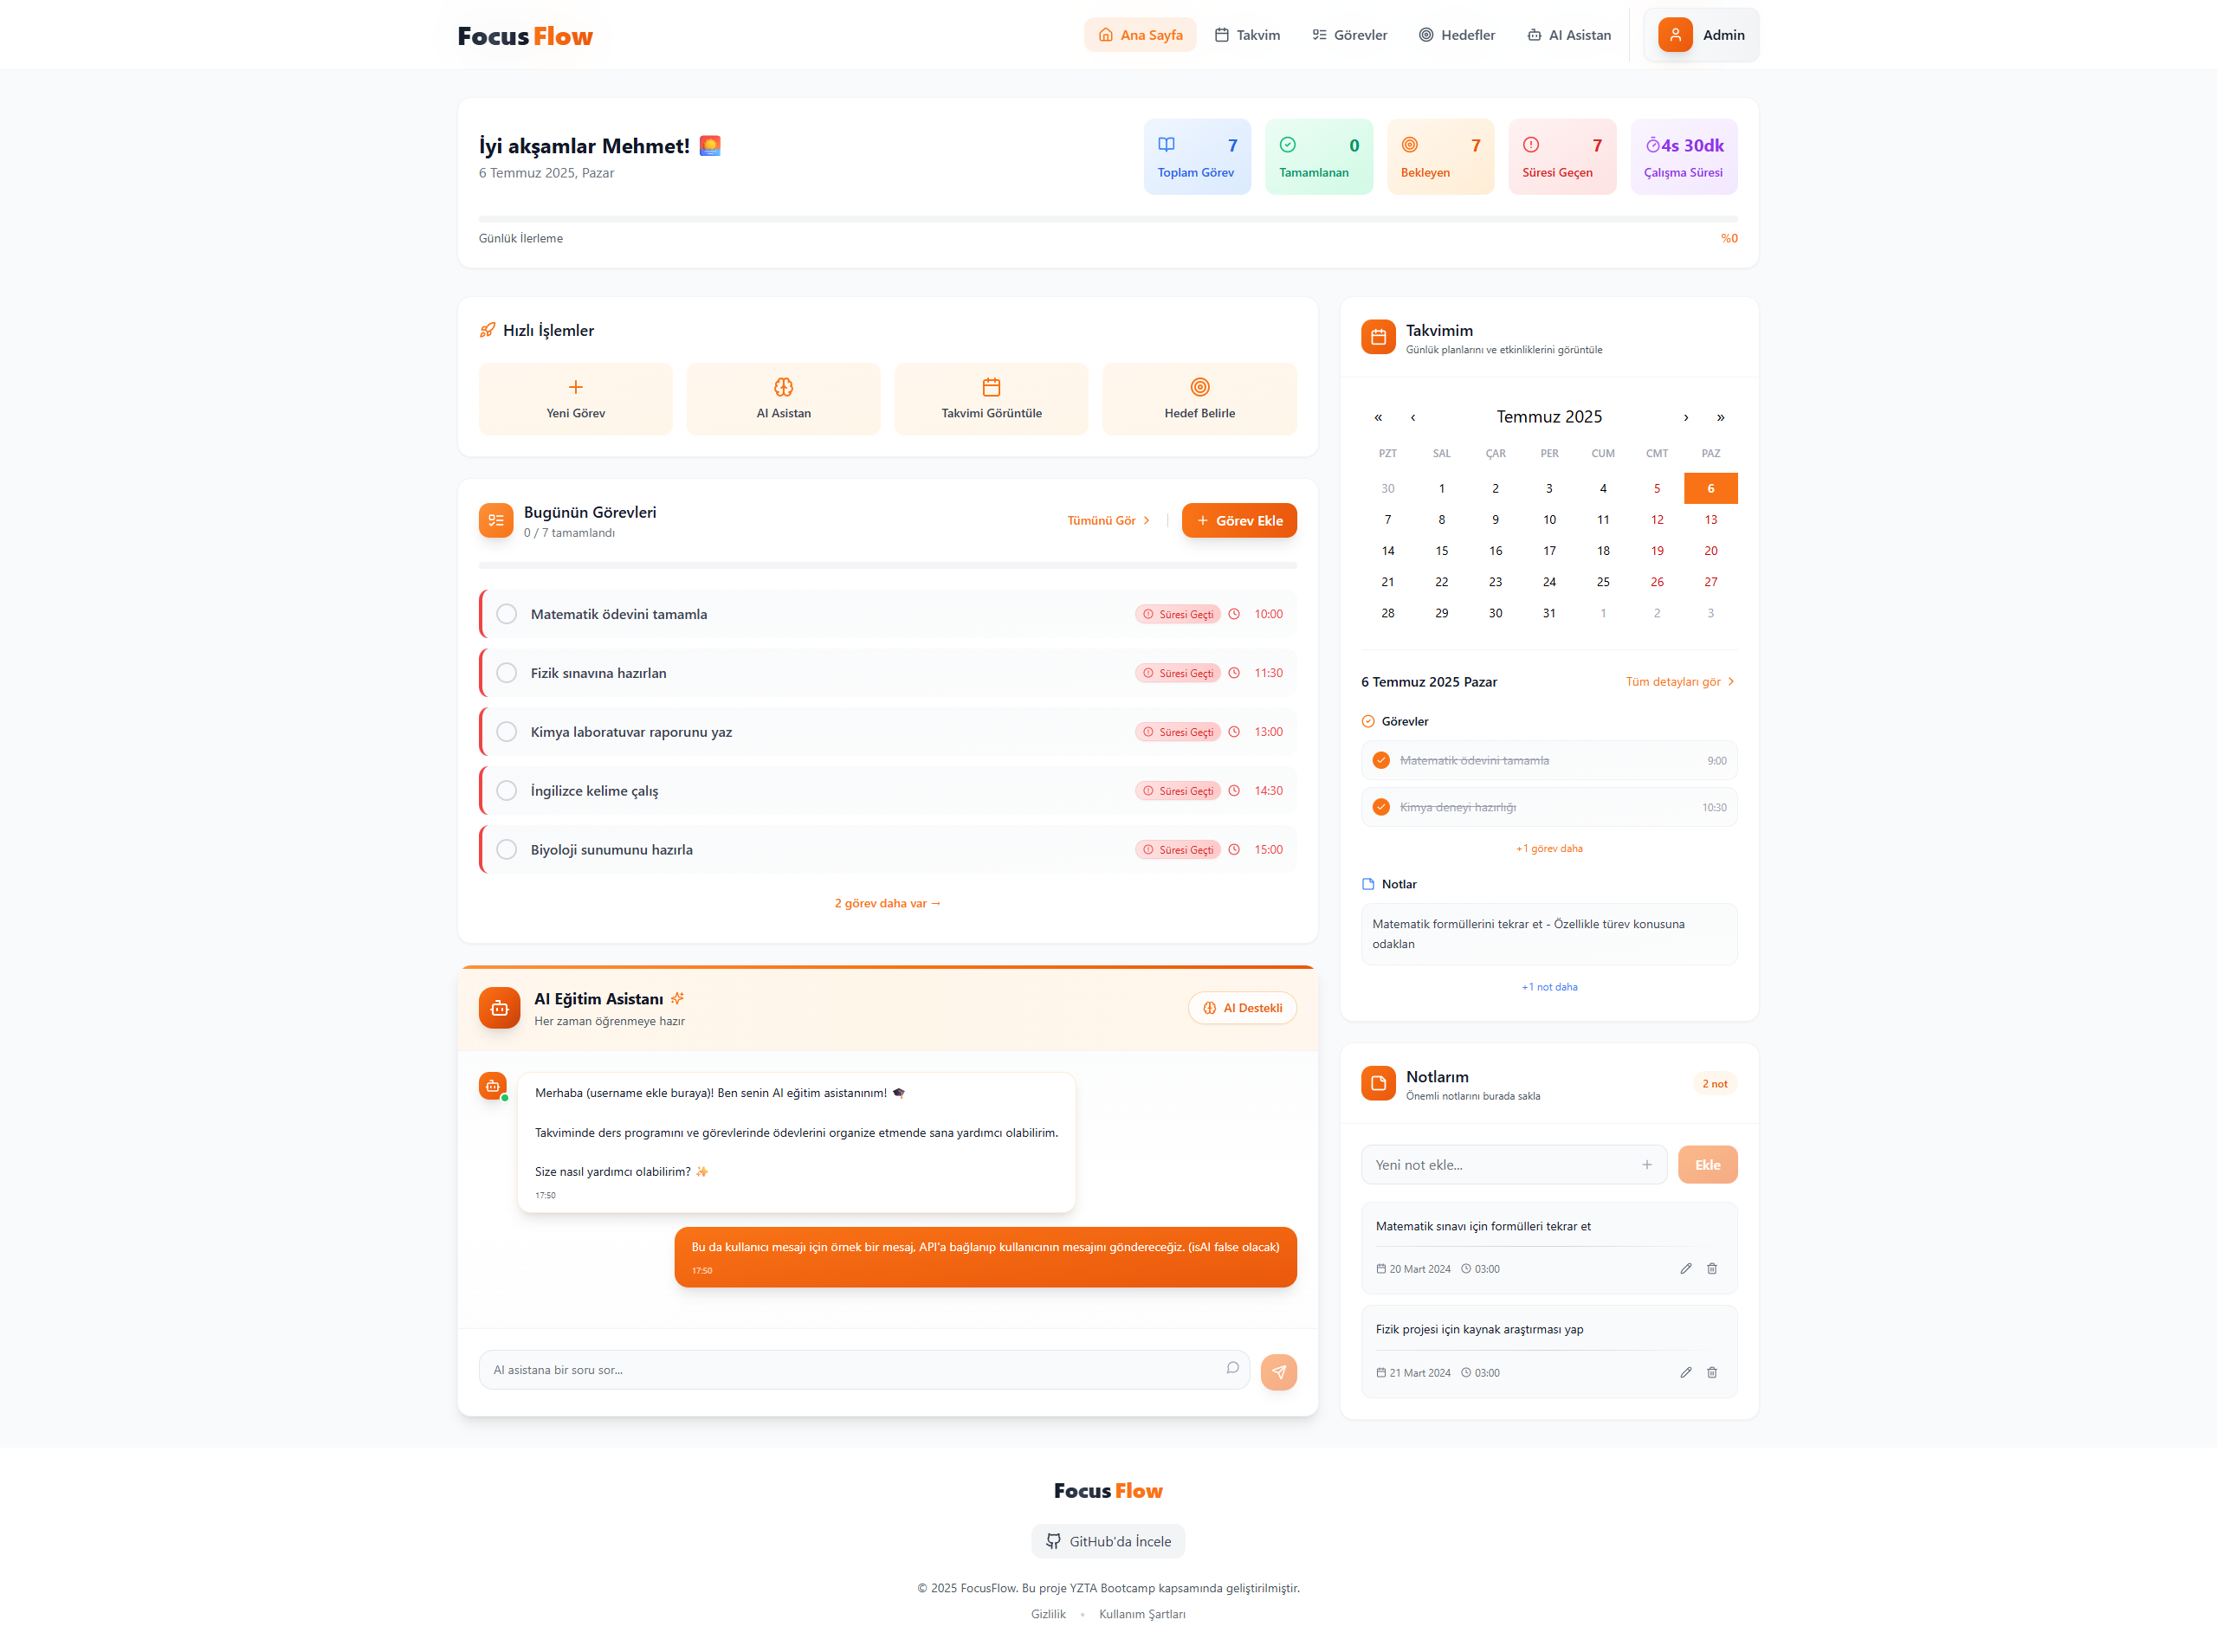 Focus Flow
Ana Sayfa
Takvim
Görevler
Hedefler
AI Asistan
Admin
İyi akşamlar Mehmet! 🌅
6 Temmuz 2025, Pazar
7
Toplam Görev
0
Tamamlanan
7
Bekleyen
7
Süresi Geçen
4s 30dk
Çalışma Süresi
Günlük İlerleme
%0
Hızlı İşlemler
Yeni Görev
AI Asistan
Takvimi Görüntüle
Hedef Belirle
Bugünün Görevleri
0 / 7 tamamlandı
Tümünü Gör >
+ Görev Ekle
Matematik ödevini tamamla
Süresi Geçti 10:00
Fizik sınavına hazırlan
Süresi Geçti 11:30
Kimya laboratuvar raporunu yaz
Süresi Geçti 13:00
İngilizce kelime çalış
Süresi Geçti 14:30
Biyoloji sunumunu hazırla
Süresi Geçti 15:00
2 görev daha var →
AI Eğitim Asistanı
Her zaman öğrenmeye hazır
AI Destekli
Merhaba (username ekle buraya)! Ben senin AI eğitim asistanınım! 🎓
Takviminde ders programını ve görevlerinde ödevlerini organize etmende sana yardımcı olabilirim.
Size nasıl yardımcı olabilirim? ✨
17:50
Bu da kullanıcı mesajı için örnek bir mesaj, API'a bağlanıp kullanıcının mesajını göndereceğiz. (isAI false olacak)
17:50
AI asistana bir soru sor...
Takvimim
Günlük planlarını ve etkinliklerini görüntüle
« ‹ Temmuz 2025 › »
PZT SAL ÇAR PER CUM CMT PAZ
30 1 2 3 4 5 6
7 8 9 10 11 12 13
14 15 16 17 18 19 20
21 22 23 24 25 26 27
28 29 30 31 1 2 3
6 Temmuz 2025 Pazar
Tüm detayları gör >
Görevler
Matematik ödevini tamamla 9:00
Kimya deneyi hazırlığı 10:30
+1 görev daha
Notlar
Matematik formüllerini tekrar et - Özellikle türev konusuna
odaklan
+1 not daha
Notlarım
Önemli notlarını burada sakla
2 not
Yeni not ekle...
Ekle
Matematik sınavı için formülleri tekrar et
20 Mart 2024 03:00
Fizik projesi için kaynak araştırması yap
21 Mart 2024 03:00
Focus Flow
GitHub'da İncele
© 2025 FocusFlow. Bu proje YZTA Bootcamp kapsamında geliştirilmiştir.
Gizlilik • Kullanım Şartları